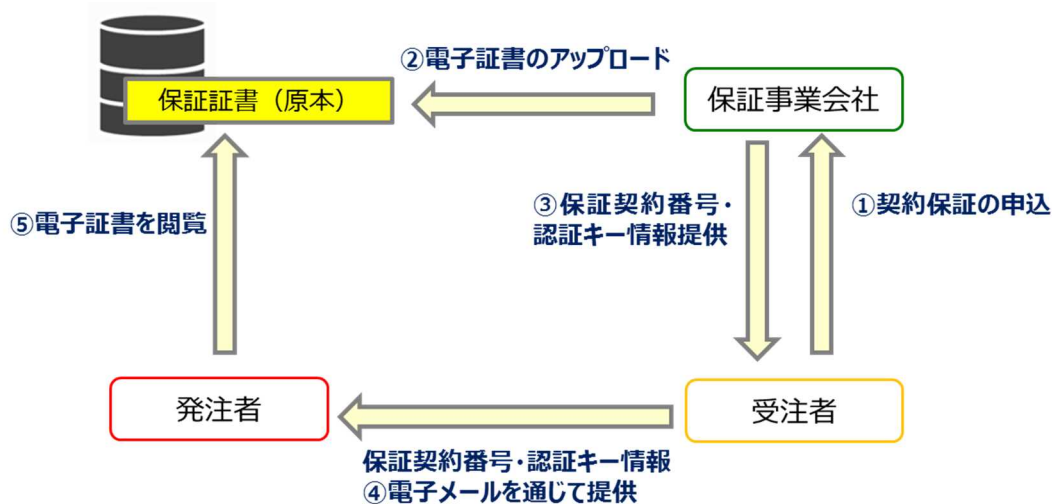 ②電子証書のアップロード
保証証書（原本）
保証事業会社
⑤電子証書を閲覧
③保証契約番号・
認証キー情報提供
①契約保証の申込
発注者
受注者
保証契約番号・認証キー情報
④電子メールを通じて提供